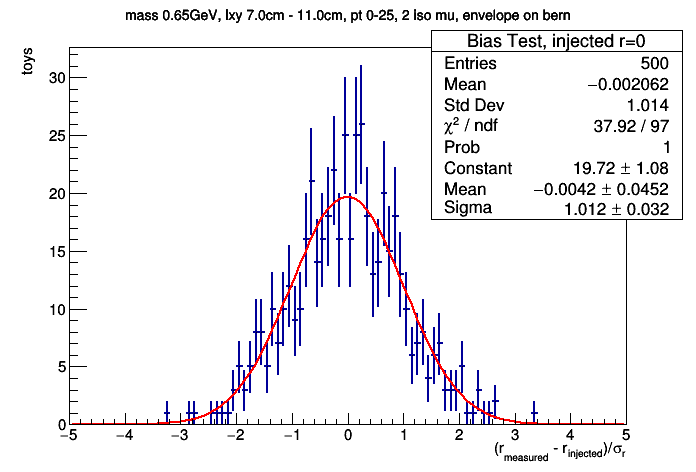 mass 0.65GeV, lxy 7.0cm - 11.0cm, pt 0-25, 2 iso mu, envelope on bern
Bias Test, injected r=0
Entries 500
Mean −0.002062
Std Dev 1.014
χ² / ndf 37.92 / 97
Prob 1
Constant 19.72 ± 1.08
Mean −0.0042 ± 0.0452
Sigma 1.012 ± 0.032
toys
30
25
20
15
10
5
0
−5 −4 −3 −2 −1 0 1 2 3 4 5
(r_measured - r_injected)/σ_r